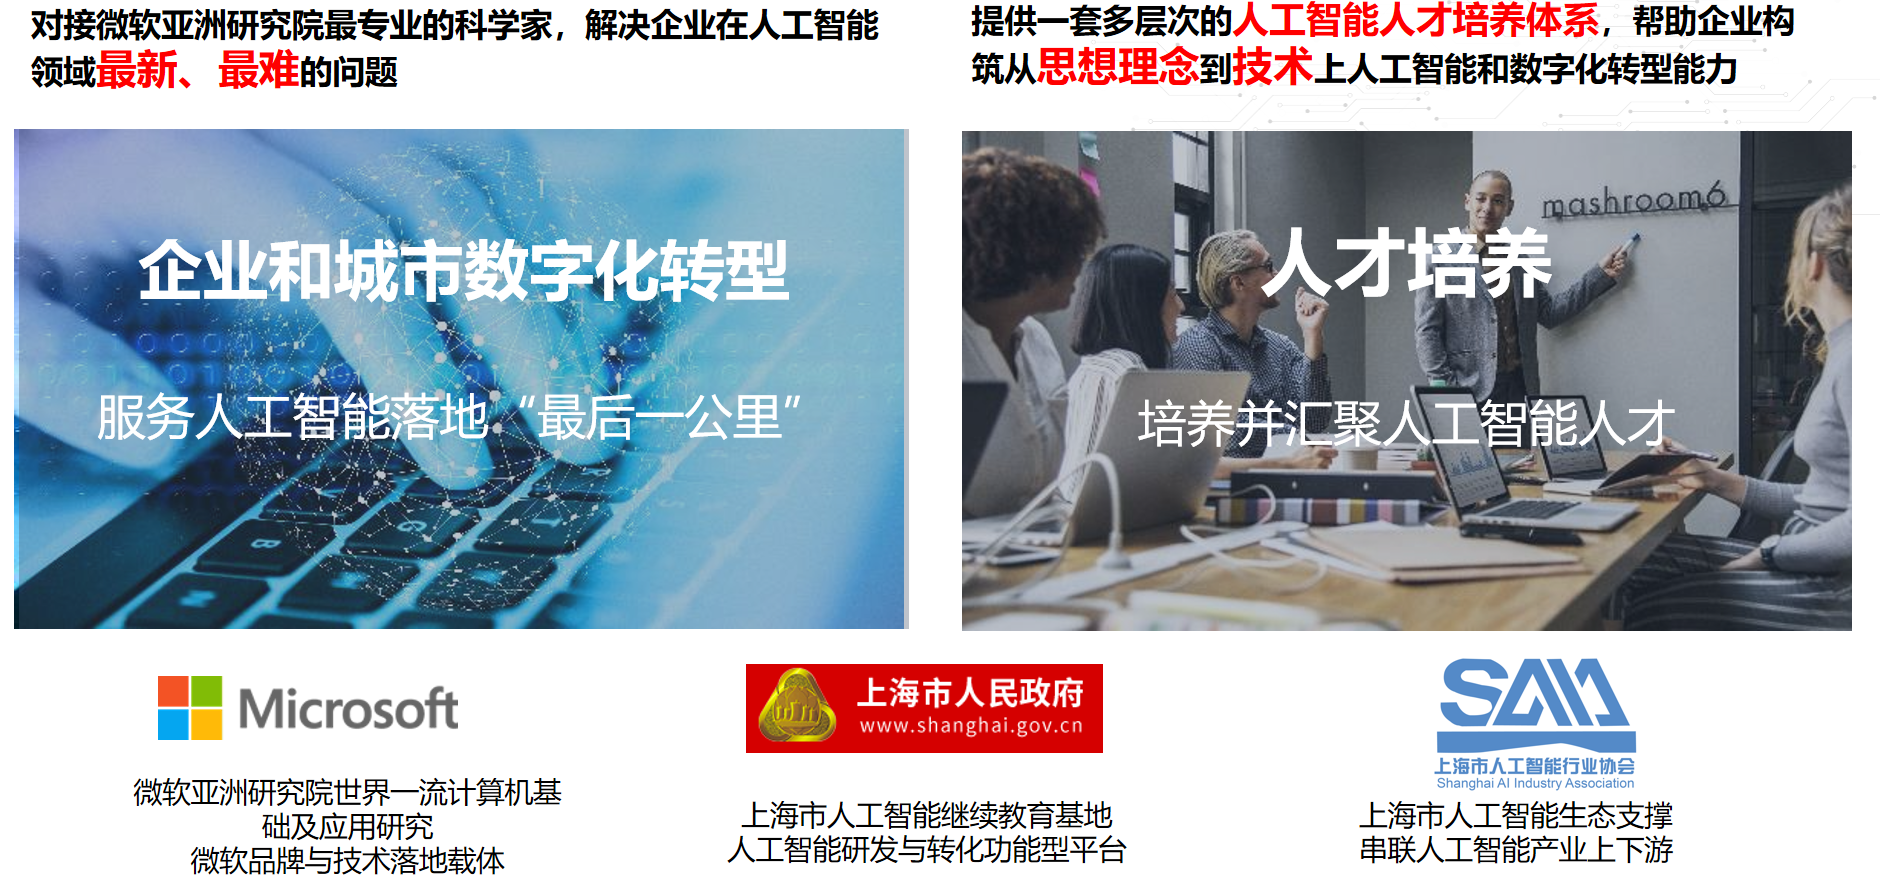 对接微软亚洲研究院最专业的科学家，解决企业在人工智能
领域最新、最难的问题
提供一套多层次的人工智能人才培养体系，帮助企业构
筑从思想理念到技术上人工智能和数字化转型能力
企业和城市数字化转型
服务人工智能落地“最后一公里”
mashroom6
人才培养
培养并汇聚人工智能人才
B
G
T
M
Microsoft
微软亚洲研究院世界一流计算机基
础及应用研究
微软品牌与技术落地载体
上海市人民政府
www.shanghai.gov.cn
上海市人工智能继续教育基地
人工智能研发与转化功能型平台
SAIA
上海市人工智能行业协会
Shanghai AI Industry Association
上海市人工智能生态支撑
串联人工智能产业上下游